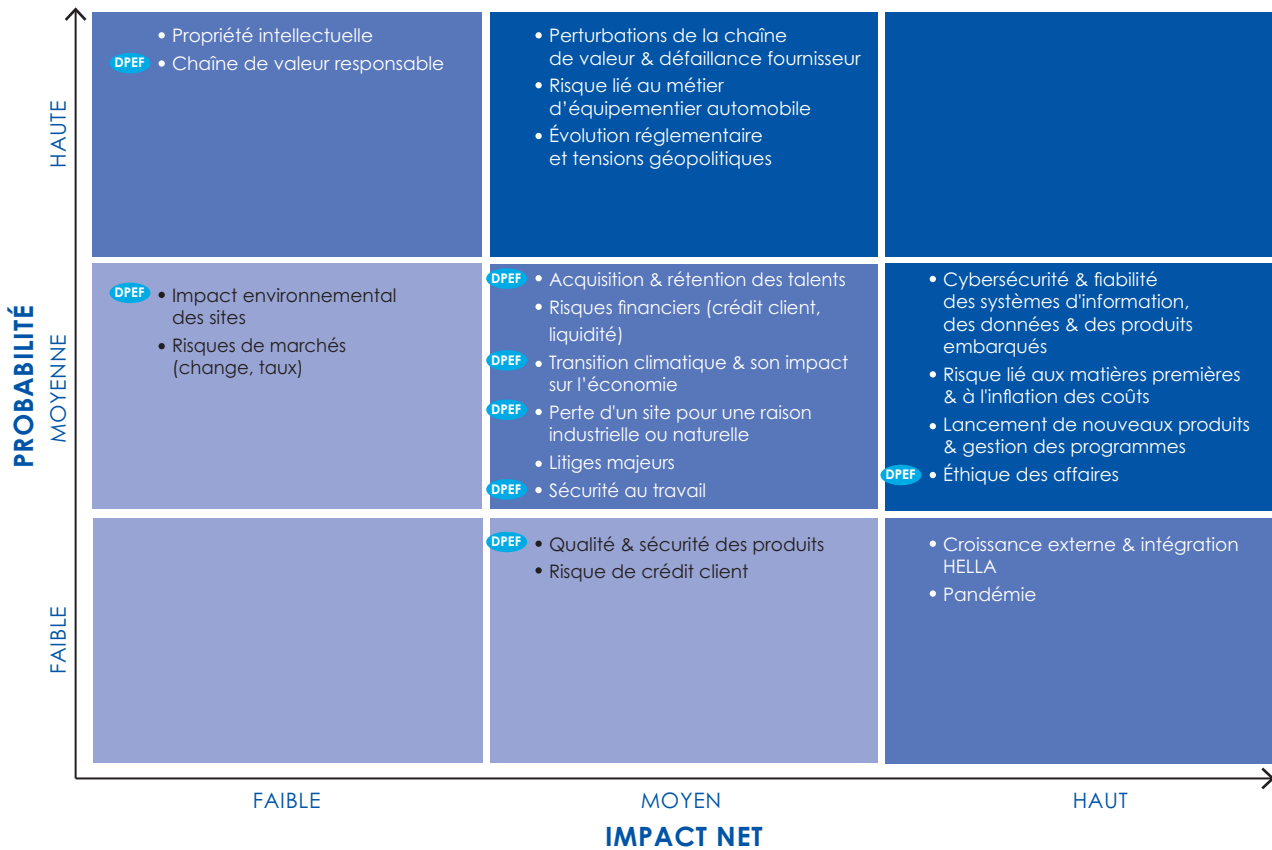 PROBABILITÉ
HAUTE
• Propriété intellectuelle
DPEF • Chaîne de valeur responsable
• Perturbations de la chaîne
de valeur & défaillance fournisseur
• Risque lié au métier
d’équipementier automobile
• Évolution réglementaire
et tensions géopolitiques
MOYENNE
DPEF • Impact environnemental
des sites
• Risques de marchés
(change, taux)
DPEF • Acquisition & rétention des talents
• Risques financiers (crédit client,
liquidité)
DPEF • Transition climatique & son impact
sur l’économie
DPEF • Perte d'un site pour une raison
industrielle ou naturelle
• Litiges majeurs
DPEF • Sécurité au travail
• Cybersécurité & fiabilité
des systèmes d'information,
des données & des produits
embarqués
• Risque lié aux matières premières
& à l'inflation des coûts
• Lancement de nouveaux produits
& gestion des programmes
DPEF • Éthique des affaires
FAIBLE
DPEF • Qualité & sécurité des produits
• Risque de crédit client
• Croissance externe & intégration
HELLA
• Pandémie
FAIBLE
MOYEN
HAUT
IMPACT NET